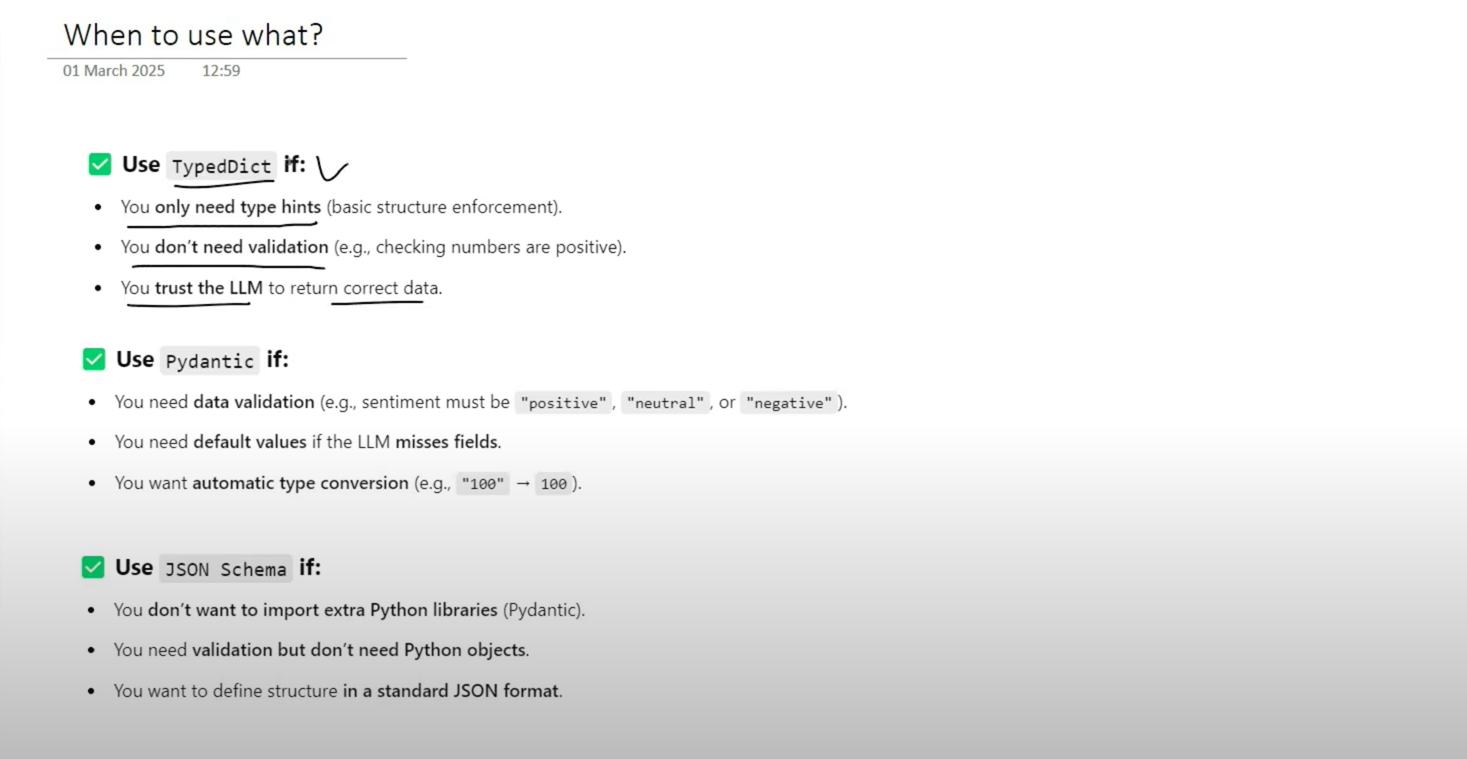 When to use what?
01 March 2025 12:59
✅ Use TypedDict if:
• You only need type hints (basic structure enforcement).
• You don't need validation (e.g., checking numbers are positive).
• You trust the LLM to return correct data.
✅ Use Pydantic if:
• You need data validation (e.g., sentiment must be "positive", "neutral", or "negative").
• You need default values if the LLM misses fields.
• You want automatic type conversion (e.g., "100" → 100).
✅ Use JSON Schema if:
• You don't want to import extra Python libraries (Pydantic).
• You need validation but don't need Python objects.
• You want to define structure in a standard JSON format.